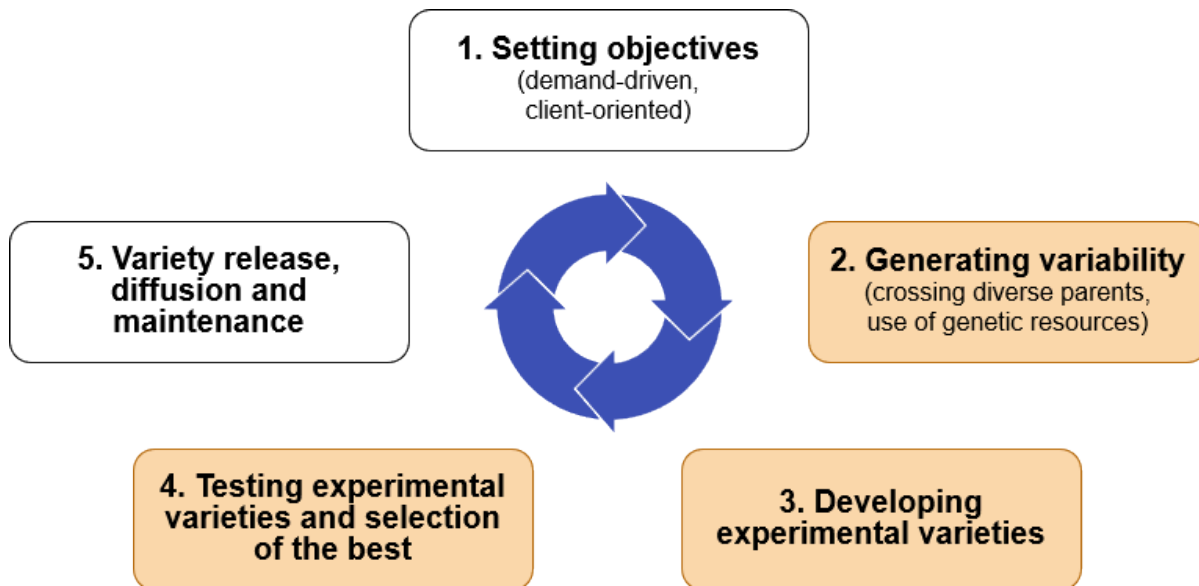 1. Setting objectives
(demand-driven,
client-oriented)
2. Generating variability
(crossing diverse parents,
use of genetic resources)
3. Developing
experimental varieties
4. Testing experimental
varieties and selection
of the best
5. Variety release,
diffusion and
maintenance